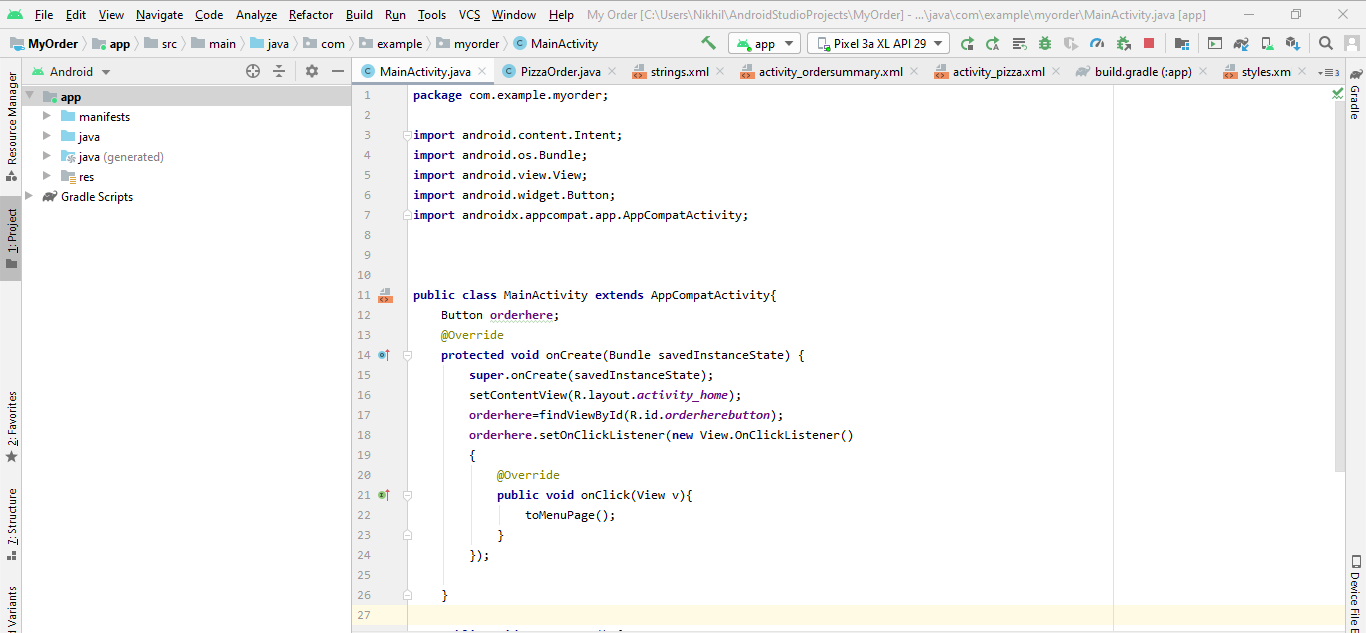 File Edit View Navigate Code Analyze Refactor Build Run Tools VCS Window Help My Order [C:\Users\Nikhil\AndroidStudioProjects\MyOrder] - ...\java\com\example\myorder\MainActivity.java [app]
MyOrder app src main java com example myorder MainActivity app Pixel 3a XL API 29
Android MainActivity.java PizzaOrder.java strings.xml activity_ordersummary.xml activity_pizza.xml build.gradle (:app) styles.xm 3
app
manifests
java
java (generated)
res
Gradle Scripts
Resource Manager
1: Project
2: Favorites
7: Structure
Variants
1 package com.example.myorder;
2
3 import android.content.Intent;
4 import android.os.Bundle;
5 import android.view.View;
6 import android.widget.Button;
7 import androidx.appcompat.app.AppCompatActivity;
8
9
10
11 public class MainActivity extends AppCompatActivity{
12 Button orderhere;
13 @Override
14 protected void onCreate(Bundle savedInstanceState) {
15 super.onCreate(savedInstanceState);
16 setContentView(R.layout.activity_home);
17 orderhere=findViewById(R.id.orderherebutton);
18 orderhere.setOnClickListener(new View.OnClickListener()
19 {
20 @Override
21 public void onClick(View v){
22 toMenuPage();
23 }
24 });
25
26 }
27
Gradle
Device File E